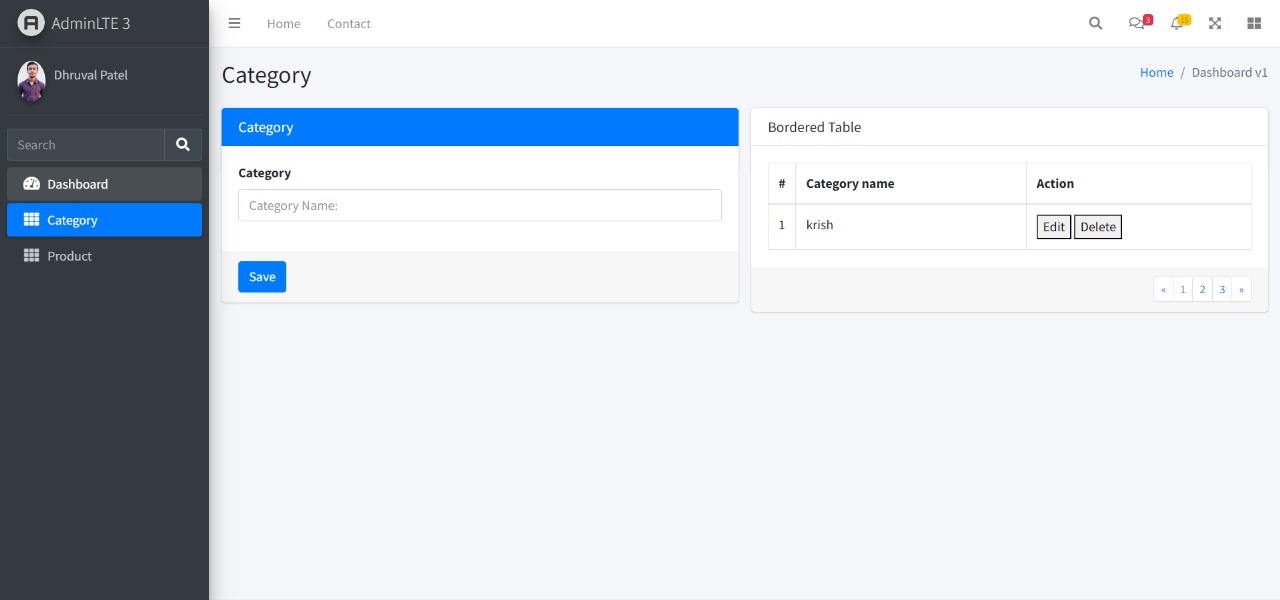 AdminLTE 3
Home
Contact
3
15
Dhruval Patel
Search
Dashboard
Category
Product
Category
Home / Dashboard v1
Category
Category
Category Name:
Save
Bordered Table
# Category name Action
1 krish Edit Delete
« 1 2 3 »